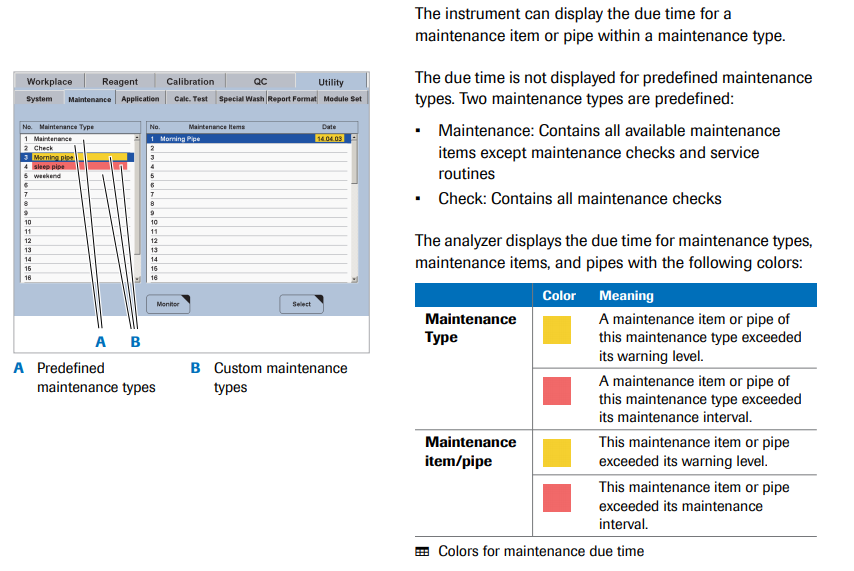 The instrument can display the due time for a
maintenance item or pipe within a maintenance type.
The due time is not displayed for predefined maintenance
types. Two maintenance types are predefined:
▪ Maintenance: Contains all available maintenance
items except maintenance checks and service
routines
▪ Check: Contains all maintenance checks
The analyzer displays the due time for maintenance types,
maintenance items, and pipes with the following colors:
Workplace Reagent Calibration QC Utility
System Maintenance Application Calc. Test Special Wash Report Format Module Set
No. Maintenance Type
1 Maintenance
2 Check
3 Morning pipe
4 sleep pipe
5 weekend
6
7
8
9
10
11
12
13
14
15
16
No. Maintenance Items Date
1 Morning Pipe 14.04.03
2
3
4
5
6
7
8
9
10
11
12
13
14
15
16
Monitor Select
A B
A Predefined
maintenance types
B Custom maintenance
types
Color Meaning
Maintenance
Type
A maintenance item or pipe of
this maintenance type exceeded
its warning level.
A maintenance item or pipe of
this maintenance type exceeded
its maintenance interval.
Maintenance
item/pipe
This maintenance item or pipe
exceeded its warning level.
This maintenance item or pipe
exceeded its maintenance
interval.
Colors for maintenance due time